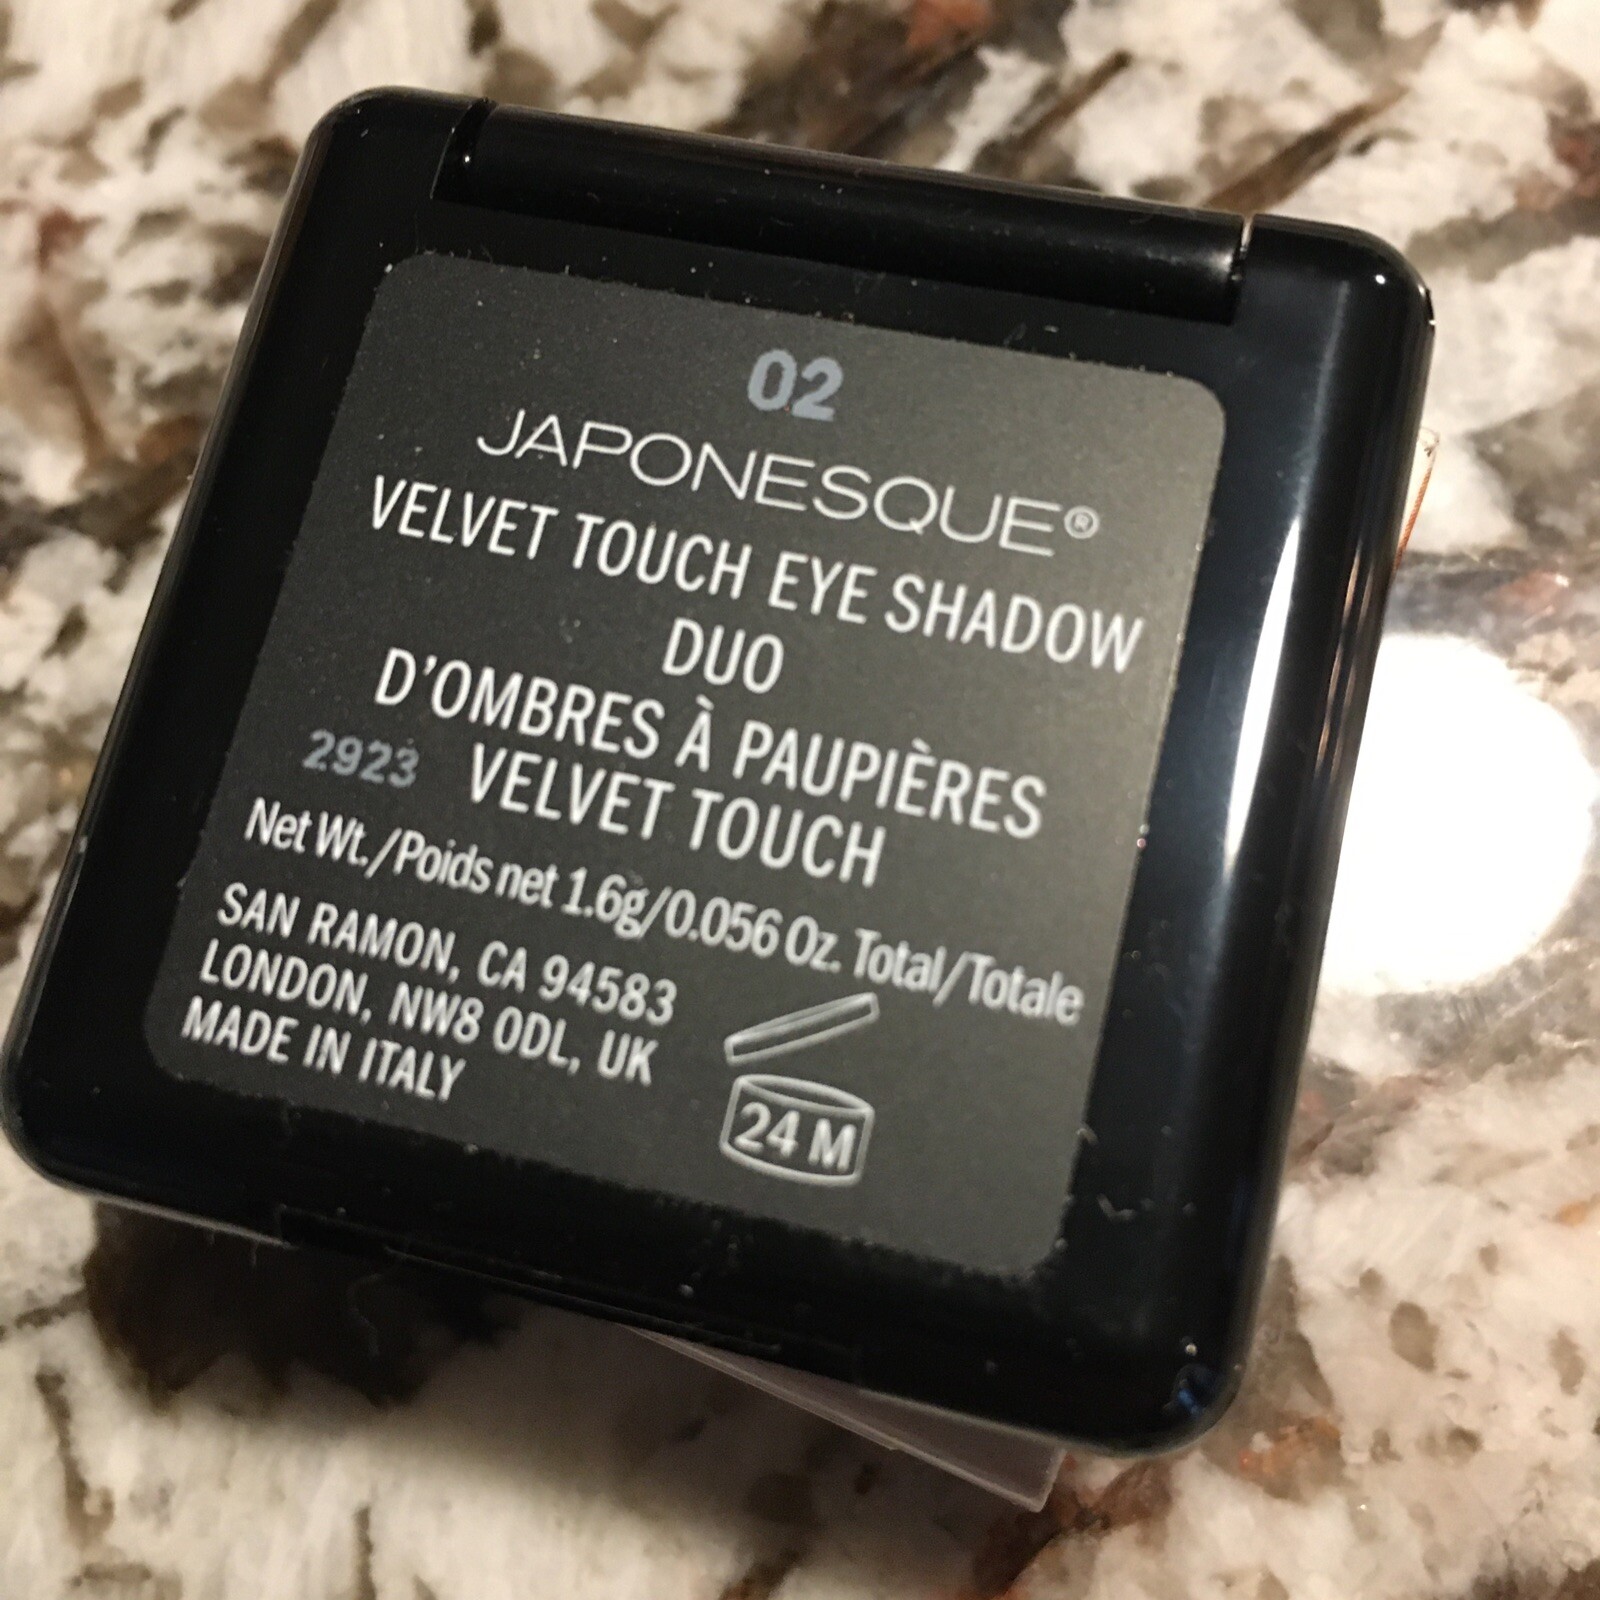 02
JAPONESQUE®
VELVET TOUCH EYE SHADOW
DUO
D'OMBRES À PAUPIÈRES
2923 VELVET TOUCH
Net Wt./Poids net 1.6g/0.056 Oz. Total/Totale
SAN RAMON, CA 94583
LONDON, NW8 0DL, UK
MADE IN ITALY
24 M